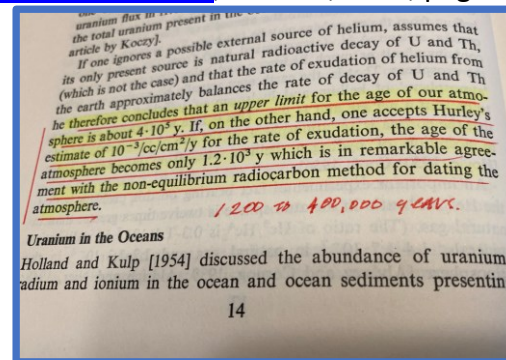 uranium flux in
the total uranium present in the
article by Koczy].
If one ignores a possible external source of helium, assumes that
its only present source is natural radioactive decay of U and Th,
(which is not the case) and that the rate of exudation of helium from
the earth approximately balances the rate of decay of U and Th
he therefore concludes that an upper limit for the age of our atmo-
sphere is about 4·10⁵ y. If, on the other hand, one accepts Hurley's
estimate of 10⁻³/cc/cm²/y for the rate of exudation, the age of the
atmosphere becomes only 1.2·10³ y which is in remarkable agree-
ment with the non-equilibrium radiocarbon method for dating the
atmosphere.
1200 to 400,000 years.
Uranium in the Oceans
Holland and Kulp [1954] discussed the abundance of uranium
adium and ionium in the ocean and ocean sediments presentin
14